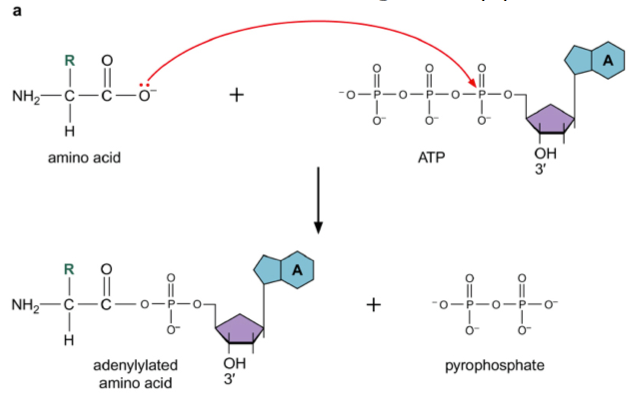 a
R O
NH₂—C—C—O⁻
H
amino acid
+
O O O
⁻O—P—O—P—O—P—O
O⁻ O⁻ O⁻
A
OH
3′
ATP
R O
NH₂—C—C—O—P—O
O
H
O⁻
A
OH
3′
adenylylated
amino acid
+
O O
⁻O—P—O—P—O⁻
O⁻ O⁻
pyrophosphate